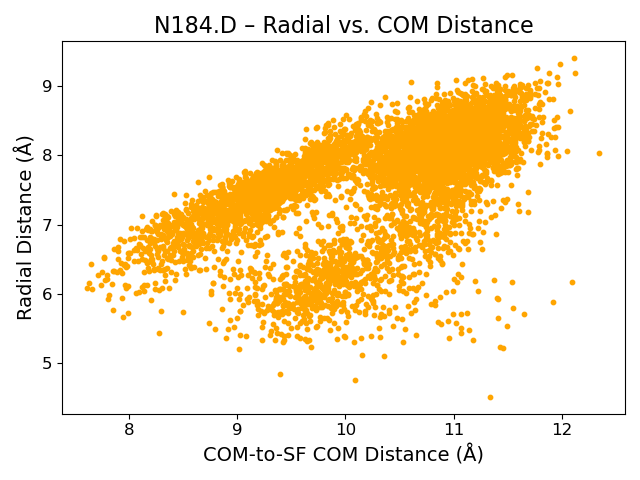 N184.D – Radial vs. COM Distance
9
8
7
6
5
Radial Distance (Å)
8 9 10 11 12
COM-to-SF COM Distance (Å)